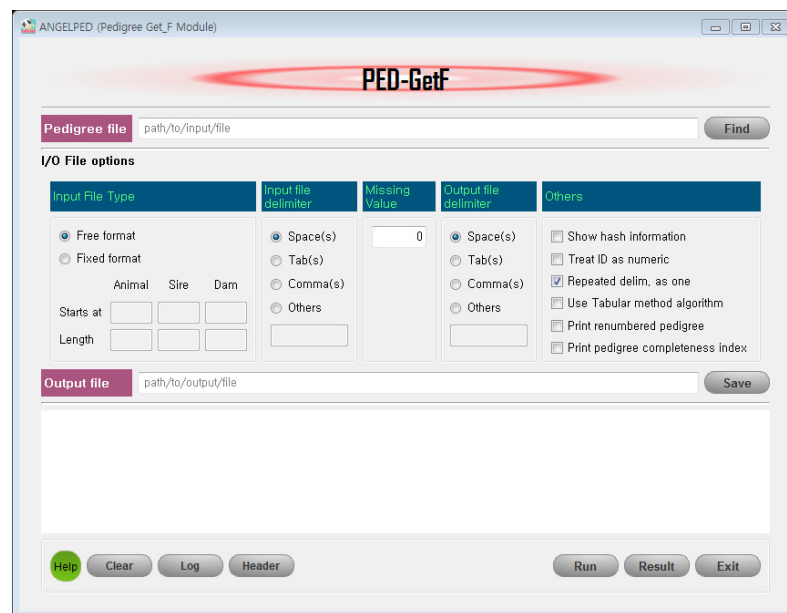 ANGELPED (Pedigree Get_F Module)
PED-GetF
Pedigree file path/to/input/file Find
I/O File options
Input File Type
Input file delimiter
Missing Value
Output file delimiter
Others
Free format
Fixed format
Animal Sire Dam
Starts at
Length
Space(s)
Tab(s)
Comma(s)
Others
0
Space(s)
Tab(s)
Comma(s)
Others
Show hash information
Treat ID as numeric
Repeated delim, as one
Use Tabular method algorithm
Print renumbered pedigree
Print pedigree completeness index
Output file path/to/output/file Save
Help Clear Log Header Run Result Exit